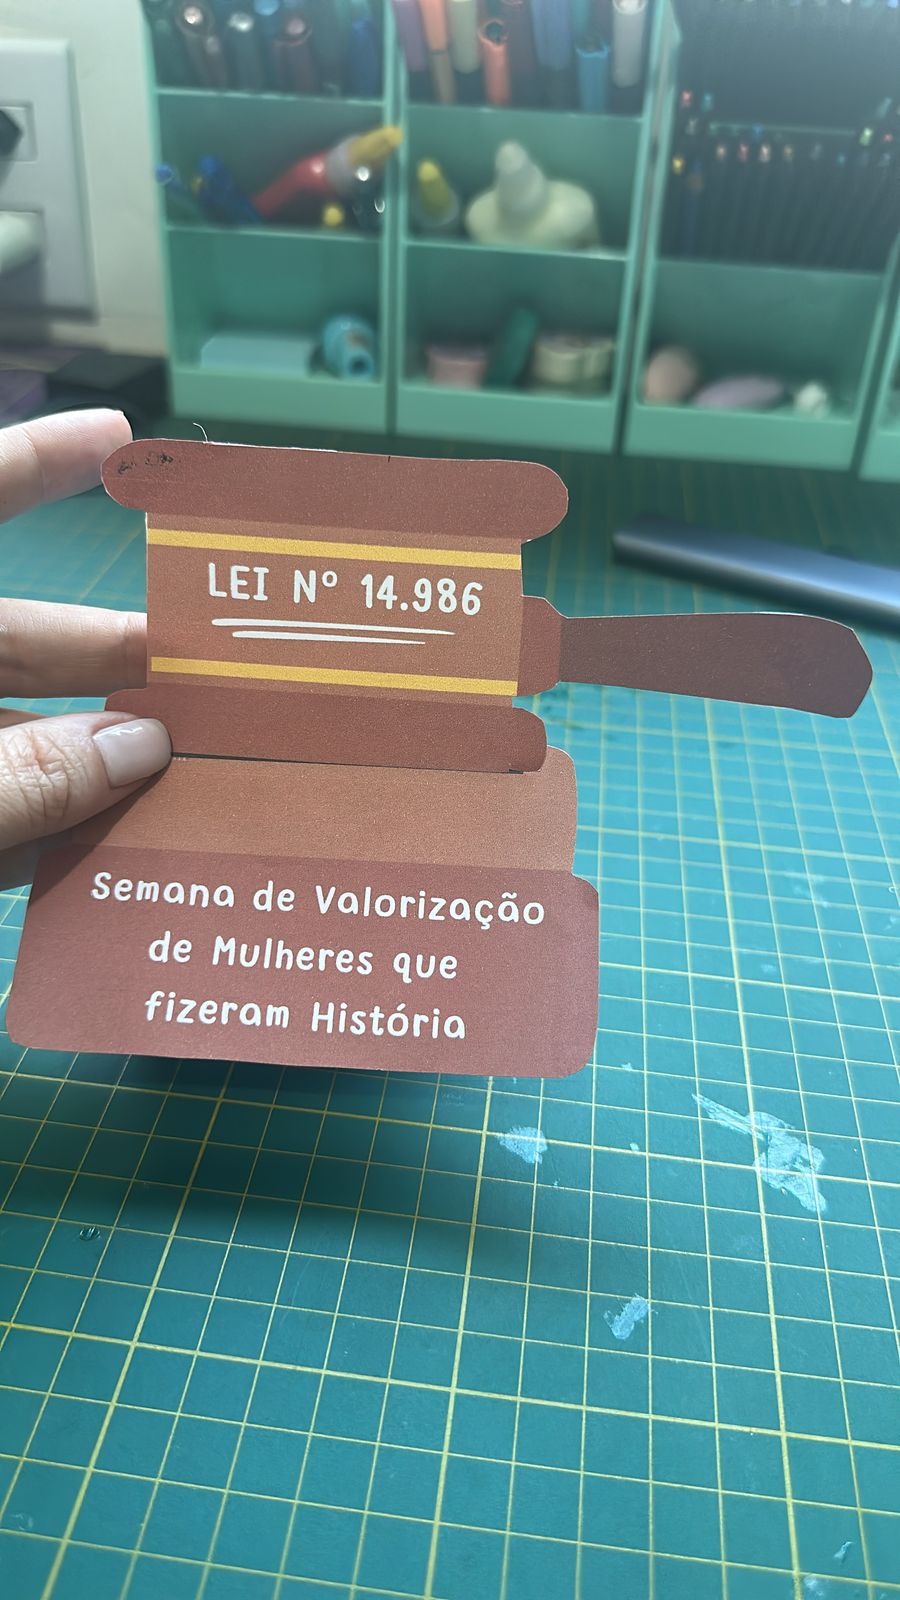 LEI Nº 14.986
Semana de Valorização
de Mulheres que
fizeram História